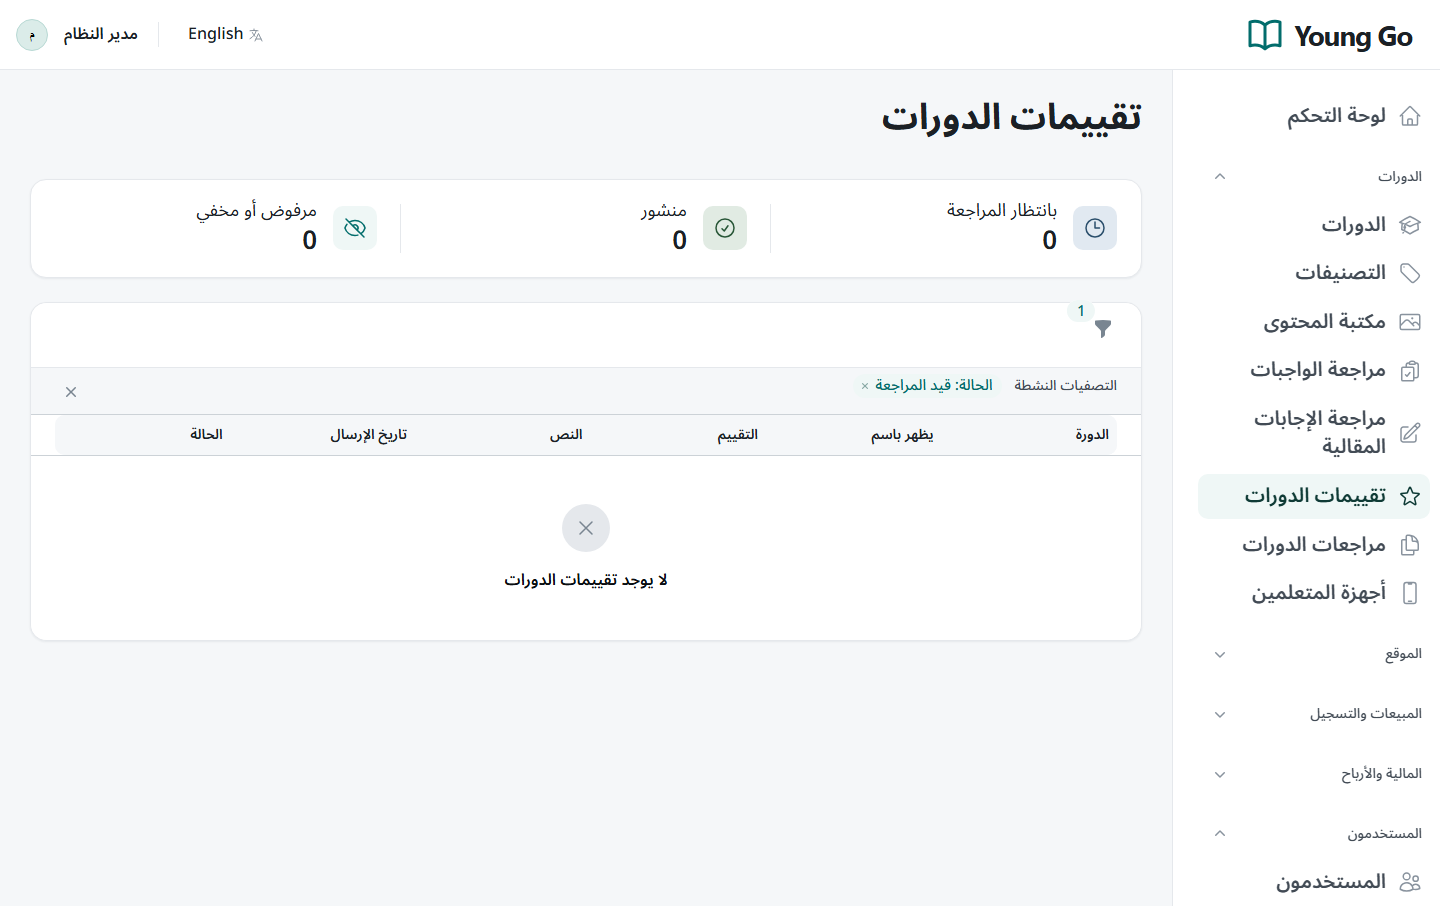 Young Go
English
مدير النظام
م
لوحة التحكم
الدورات
الدورات
التصنيفات
مكتبة المحتوى
مراجعة الواجبات
مراجعة الإجابات
المقالية
تقييمات الدورات
مراجعات الدورات
أجهزة المتعلمين
الموقع
المبيعات والتسجيل
المالية والأرباح
المستخدمون
المستخدمون
تقييمات الدورات
بانتظار المراجعة
0
منشور
0
مرفوض أو مخفي
0
1
التصفيات النشطة الحالة: قيد المراجعة
الدورة يظهر باسم التقييم النص تاريخ الإرسال الحالة
لا يوجد تقييمات الدورات